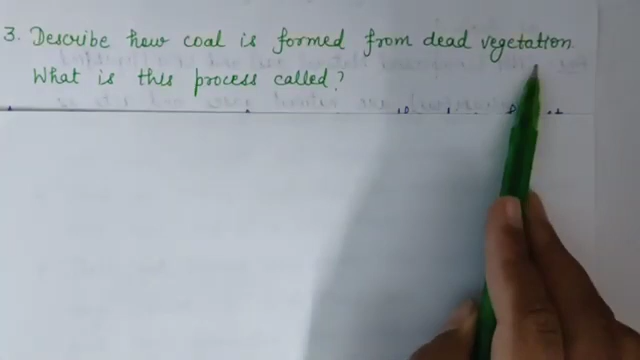 3. Describe how coal is formed from dead vegetation.
What is this process called?